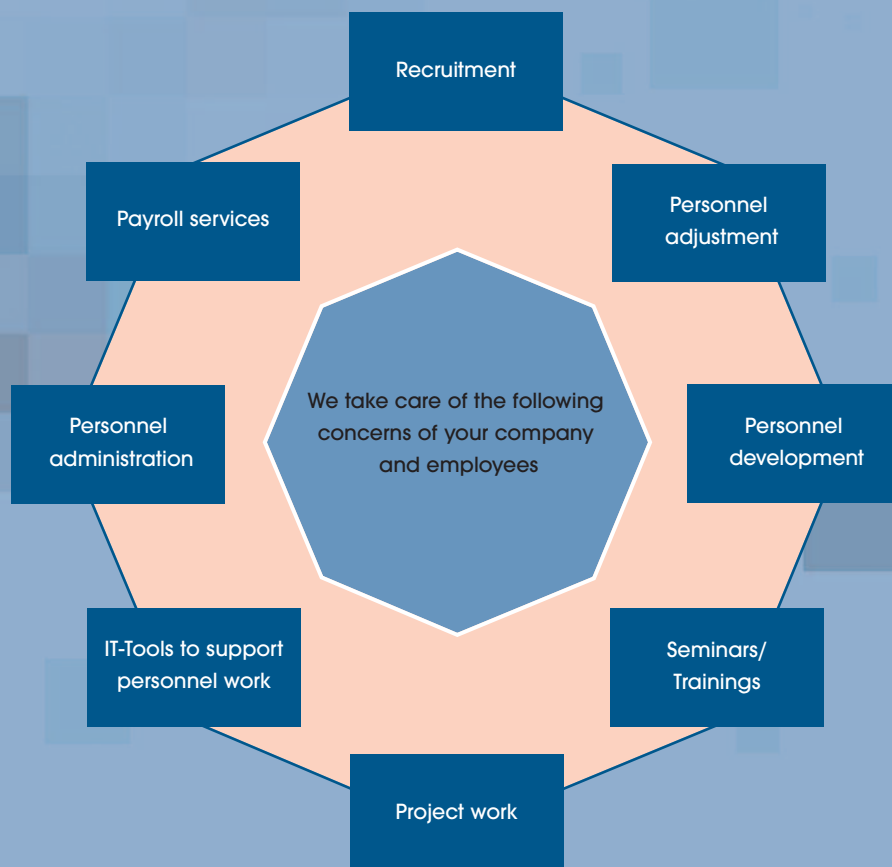 Recruitment
Personnel
adjustment
Payroll services
We take care of the following
concerns of your company
and employees
Personnel
development
Personnel
administration
Seminars/
Trainings
IT-Tools to support
personnel work
Project work